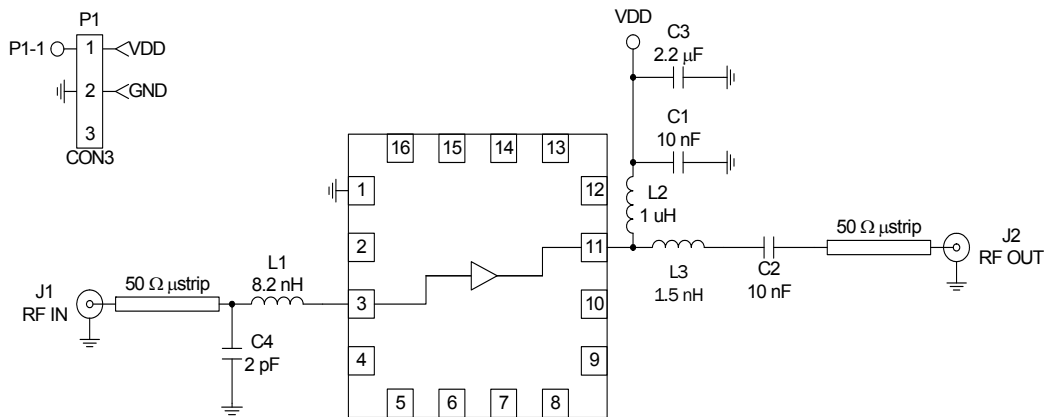 P1
P1-1
1
VDD
2
GND
3
CON3
VDD
C3
2.2 µF
C1
10 nF
L2
1 uH
16
15
14
13
1
12
2
11
3
10
4
9
5
6
7
8
J1
RF IN
50 Ω µstrip
L1
8.2 nH
C4
2 pF
L3
1.5 nH
C2
10 nF
50 Ω µstrip
J2
RF OUT